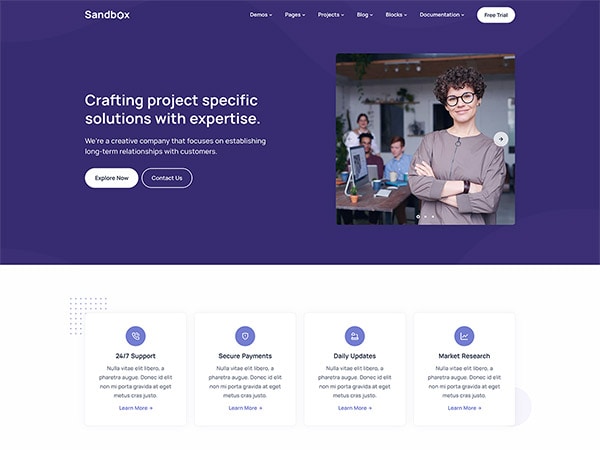 Sandbox
Demos
Pages
Projects
Blog
Blocks
Documentation
Free Trial
Crafting project specific
solutions with expertise.
We're a creative company that focuses on establishing
long-term relationships with customers.
Explore Now
Contact Us
24/7 Support
Nulla vitae elit libero, a
pharetra augue. Donec id elit
non mi porta gravida at eget
metus cras justo.
Learn More
Secure Payments
Nulla vitae elit libero, a
pharetra augue. Donec id elit
non mi porta gravida at eget
metus cras justo.
Learn More
Daily Updates
Nulla vitae elit libero, a
pharetra augue. Donec id elit
non mi porta gravida at eget
metus cras justo.
Learn More
Market Research
Nulla vitae elit libero, a
pharetra augue. Donec id elit
non mi porta gravida at eget
metus cras justo.
Learn More